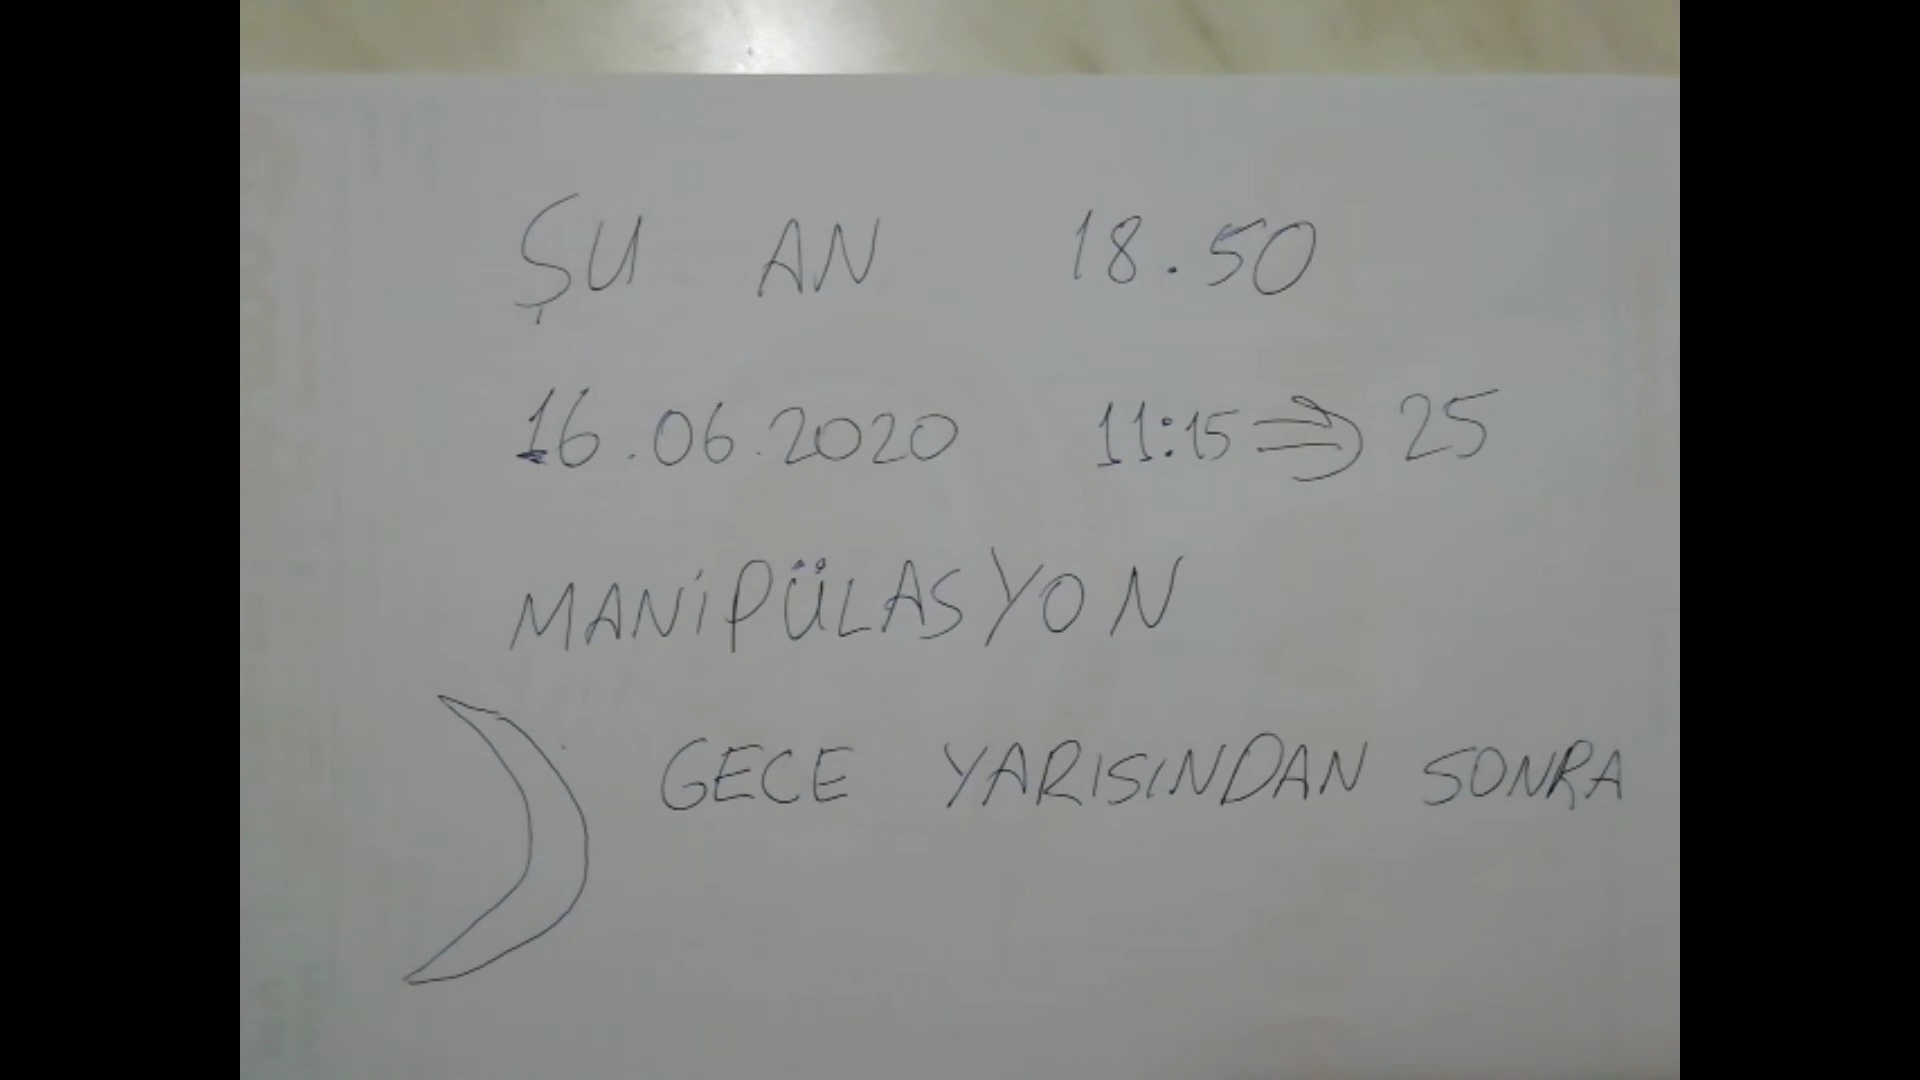 ŞU AN 18.50
16.06.2020 11:15 ⇒ 25
MANİPÜLASYON
GECE YARISINDAN SONRA